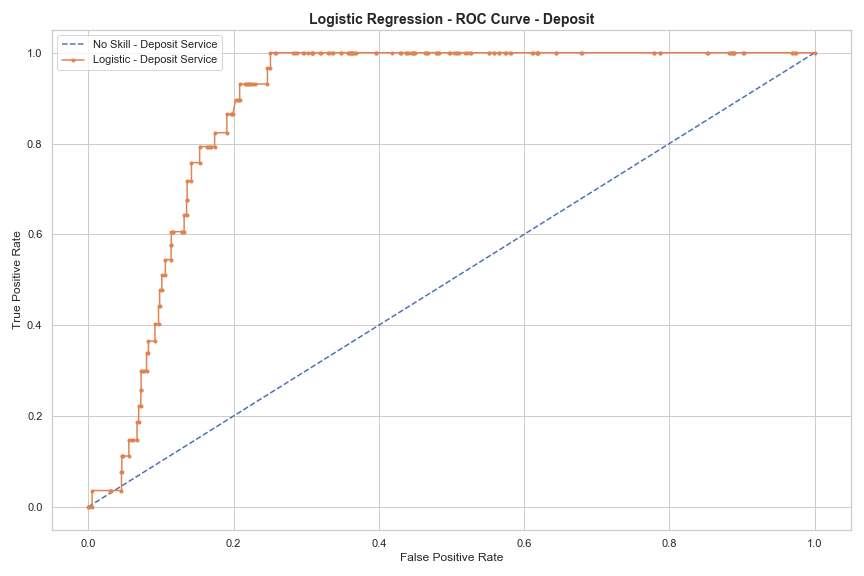 Logistic Regression - ROC Curve - Deposit
No Skill - Deposit Service
Logistic - Deposit Service
True Positive Rate
1.0
0.8
0.6
0.4
0.2
0.0
0.0 0.2 0.4 0.6 0.8 1.0
False Positive Rate